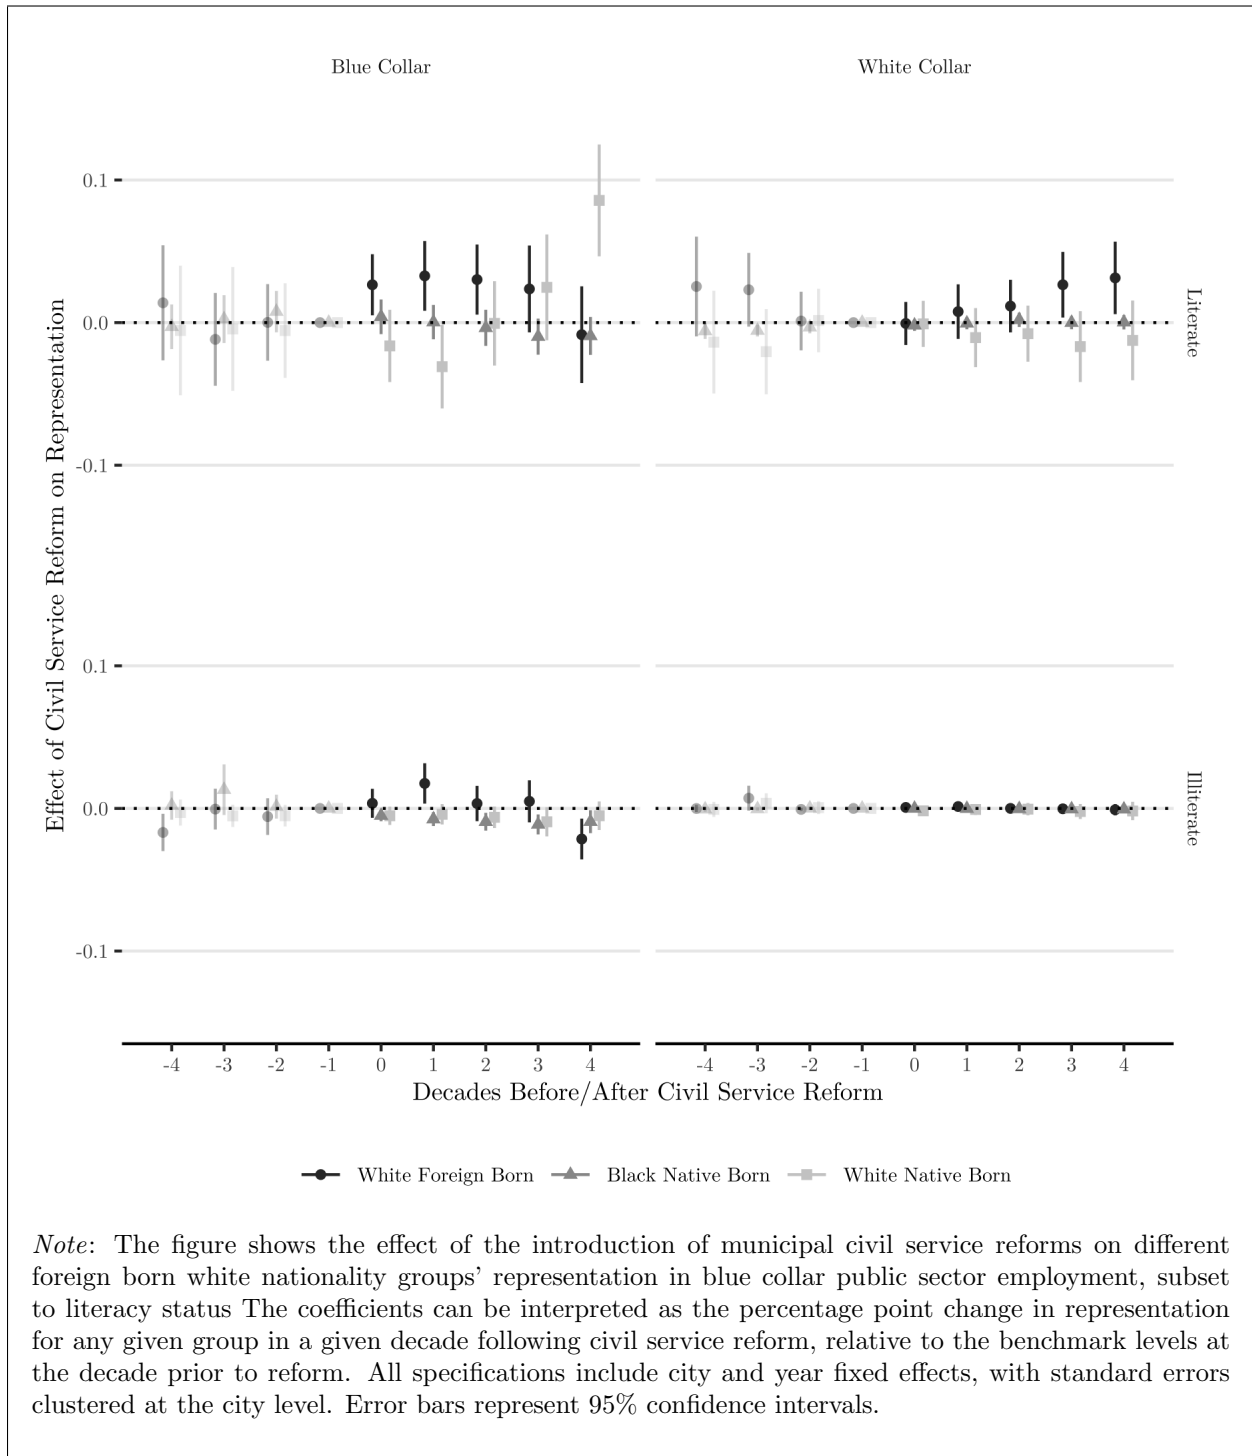 Blue Collar
White Collar
0.1
0.0
-0.1
Literate
0.1
0.0
-0.1
Illiterate
Effect of Civil Service Reform on Representation
-4 -3 -2 -1 0 1 2 3 4
-4 -3 -2 -1 0 1 2 3 4
Decades Before/After Civil Service Reform
White Foreign Born
Black Native Born
White Native Born
Note: The figure shows the effect of the introduction of municipal civil service reforms on different
foreign born white nationality groups' representation in blue collar public sector employment, subset
to literacy status The coefficients can be interpreted as the percentage point change in representation
for any given group in a given decade following civil service reform, relative to the benchmark levels at
the decade prior to reform. All specifications include city and year fixed effects, with standard errors
clustered at the city level. Error bars represent 95% confidence intervals.